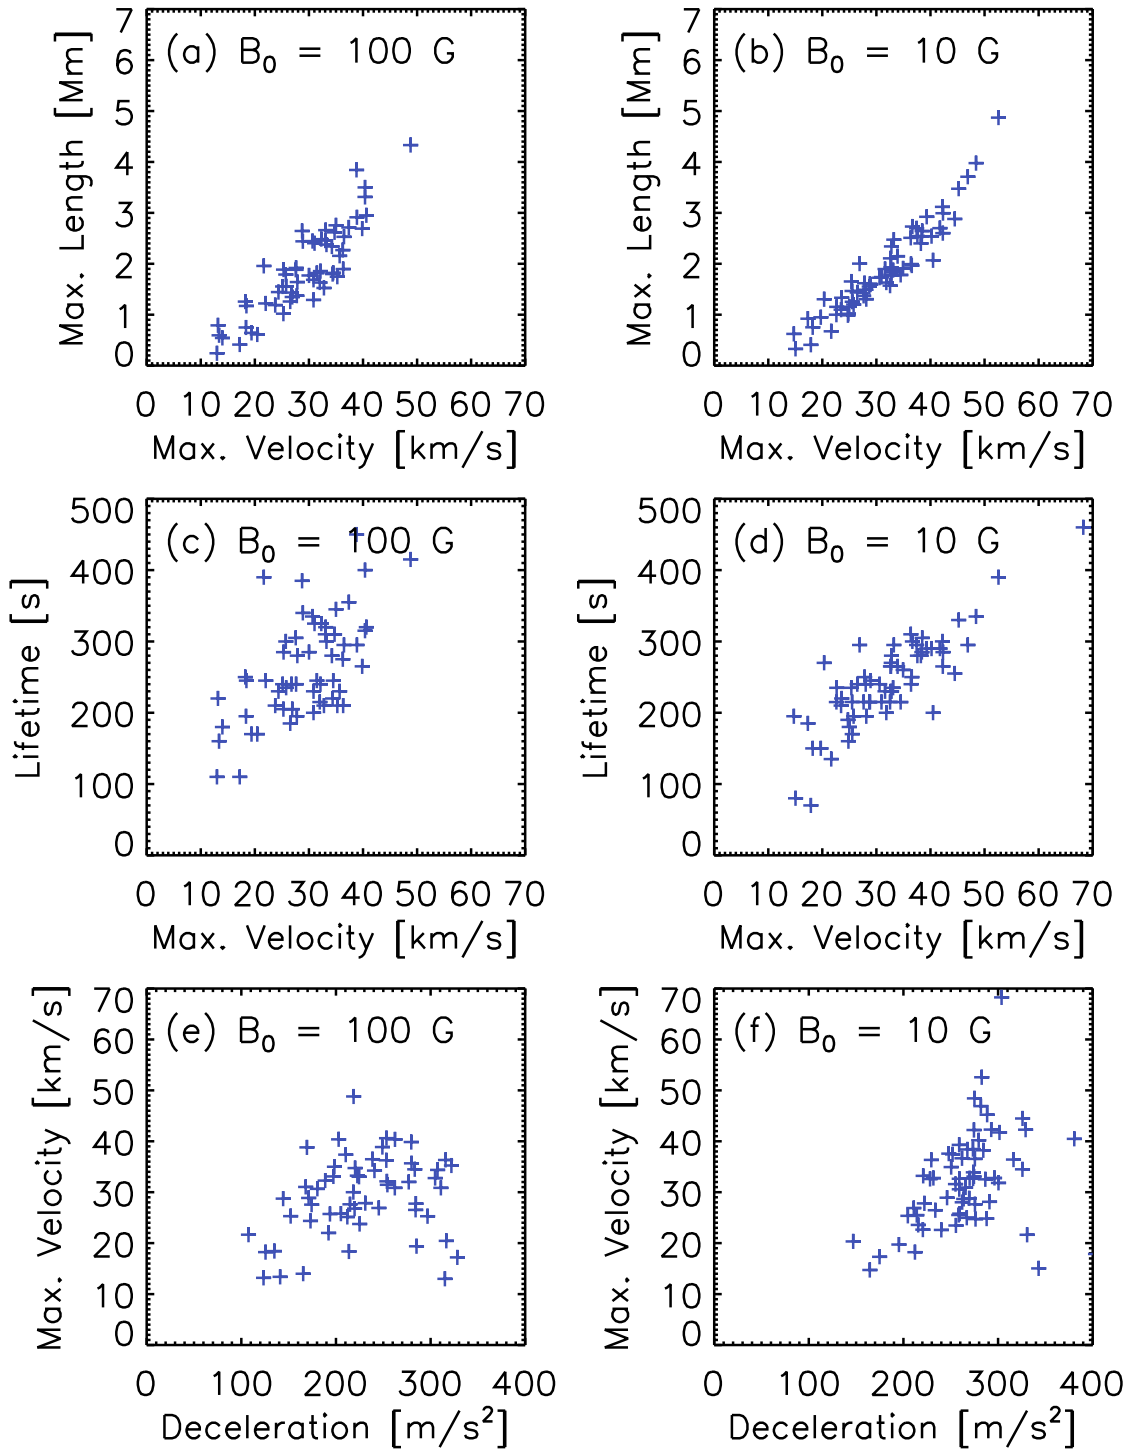 (a) B₀ = 100 G
7
6
5
4
3
2
1
0
Max. Length [Mm]
0 10 20 30 40 50 60 70
Max. Velocity [km/s]
(b) B₀ = 10 G
7
6
5
4
3
2
1
0
Max. Length [Mm]
0 10 20 30 40 50 60 70
Max. Velocity [km/s]
(c) B₀ = 100 G
500
400
300
200
100
0
Lifetime [s]
0 10 20 30 40 50 60 70
Max. Velocity [km/s]
(d) B₀ = 10 G
500
400
300
200
100
0
Lifetime [s]
0 10 20 30 40 50 60 70
Max. Velocity [km/s]
(e) B₀ = 100 G
70
60
50
40
30
20
10
0
Max. Velocity [km/s]
0 100 200 300 400
Deceleration [m/s²]
(f) B₀ = 10 G
70
60
50
40
30
20
10
0
Max. Velocity [km/s]
0 100 200 300 400
Deceleration [m/s²]